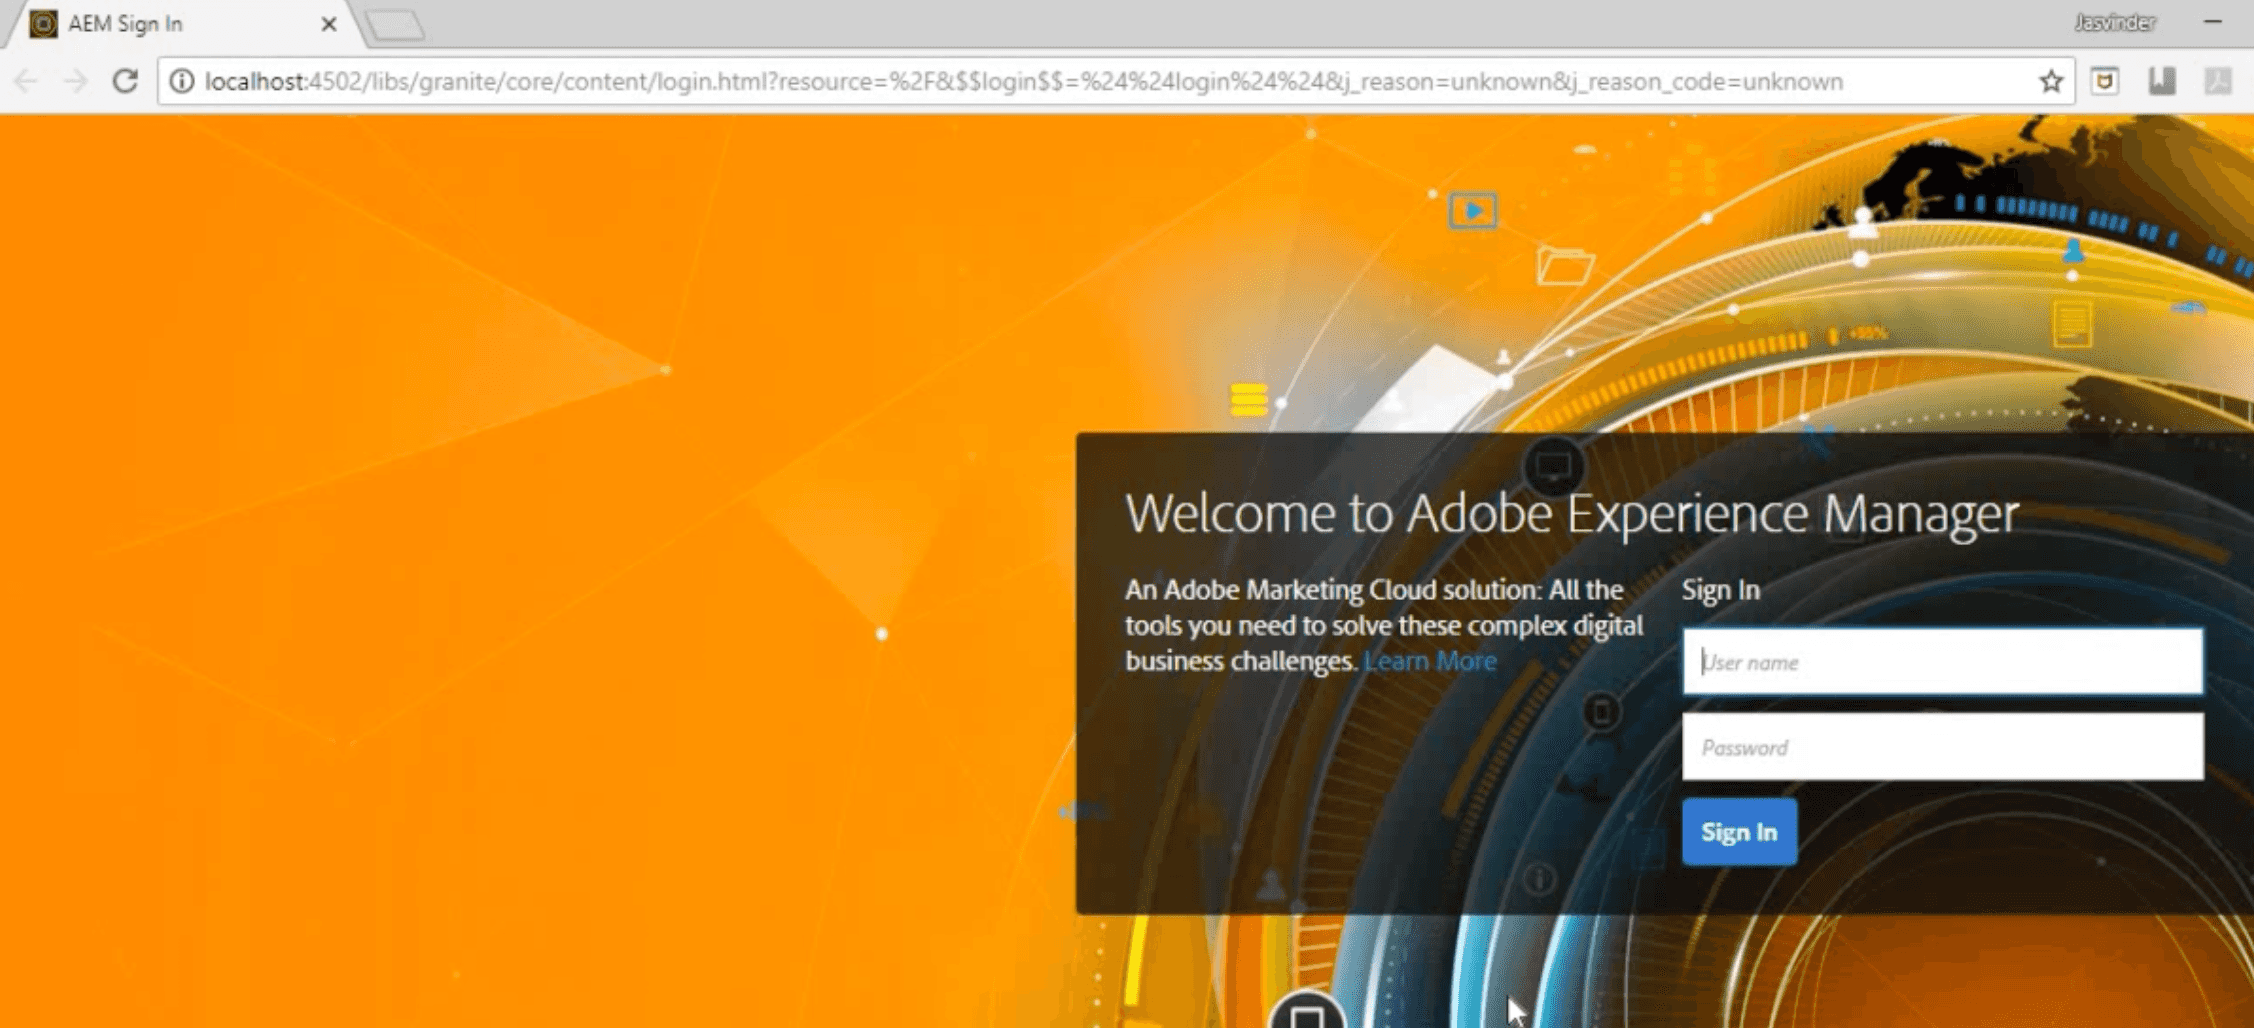 AEM Sign In
Jasvinder
localhost:4502/libs/granite/core/content/login.html?resource=%2F&$$login$$=%24%24login%24%24&j_reason=unknown&j_reason_code=unknown
+95%
Welcome to Adobe Experience Manager
An Adobe Marketing Cloud solution: All the
tools you need to solve these complex digital
business challenges. Learn More
Sign In
User name
Password
Sign In